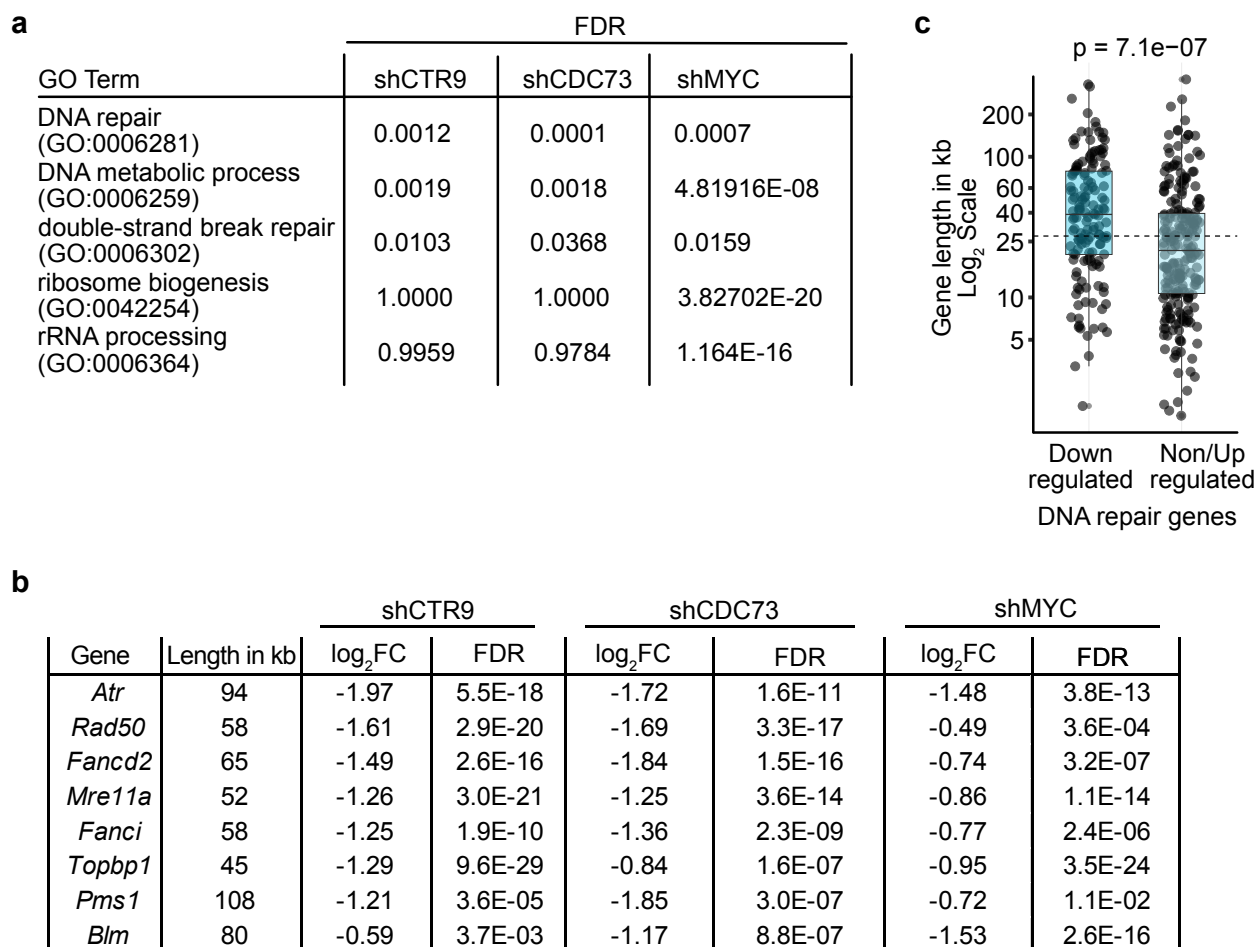 a
FDR
GO Term shCTR9 shCDC73 shMYC
DNA repair
(GO:0006281) 0.0012 0.0001 0.0007
DNA metabolic process
(GO:0006259) 0.0019 0.0018 4.81916E-08
double-strand break repair
(GO:0006302) 0.0103 0.0368 0.0159
ribosome biogenesis
(GO:0042254) 1.0000 1.0000 3.82702E-20
rRNA processing
(GO:0006364) 0.9959 0.9784 1.164E-16
c
p = 7.1e−07
Gene length in kb
Log2 Scale
200
100
60
40
25
10
5
Down regulated
Non/Up regulated
DNA repair genes
b
shCTR9 shCDC73 shMYC
Gene Length in kb log2FC FDR log2FC FDR log2FC FDR
Atr 94 -1.97 5.5E-18 -1.72 1.6E-11 -1.48 3.8E-13
Rad50 58 -1.61 2.9E-20 -1.69 3.3E-17 -0.49 3.6E-04
Fancd2 65 -1.49 2.6E-16 -1.84 1.5E-16 -0.74 3.2E-07
Mre11a 52 -1.26 3.0E-21 -1.25 3.6E-14 -0.86 1.1E-14
Fanci 58 -1.25 1.9E-10 -1.36 2.3E-09 -0.77 2.4E-06
Topbp1 45 -1.29 9.6E-29 -0.84 1.6E-07 -0.95 3.5E-24
Pms1 108 -1.21 3.6E-05 -1.85 3.0E-07 -0.72 1.1E-02
Blm 80 -0.59 3.7E-03 -1.17 8.8E-07 -1.53 2.6E-16